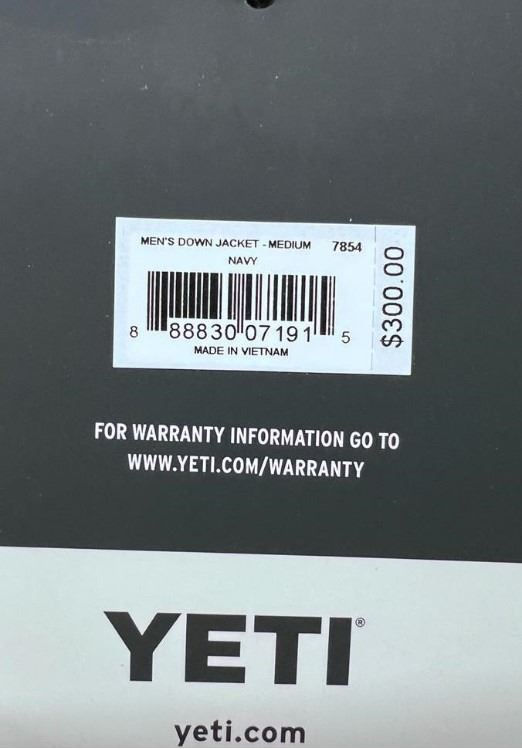 MEN'S DOWN JACKET - MEDIUM 7854
NAVY
$300.00
8 88830 07191 5
MADE IN VIETNAM
FOR WARRANTY INFORMATION GO TO
WWW.YETI.COM/WARRANTY
YETI®
yeti.com